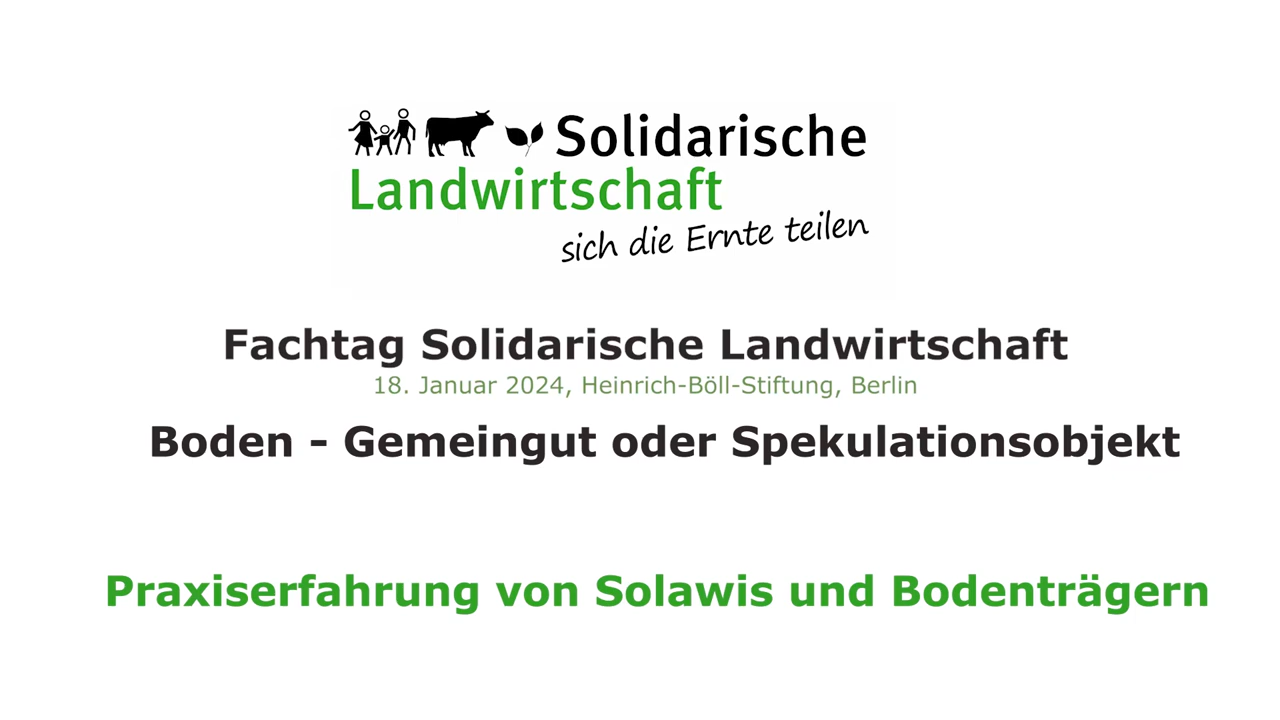 Solidarische
Landwirtschaft
sich die Ernte teilen
Fachtag Solidarische Landwirtschaft
18. Januar 2024, Heinrich-Böll-Stiftung, Berlin
Boden - Gemeingut oder Spekulationsobjekt
Praxiserfahrung von Solawis und Bodenträgern